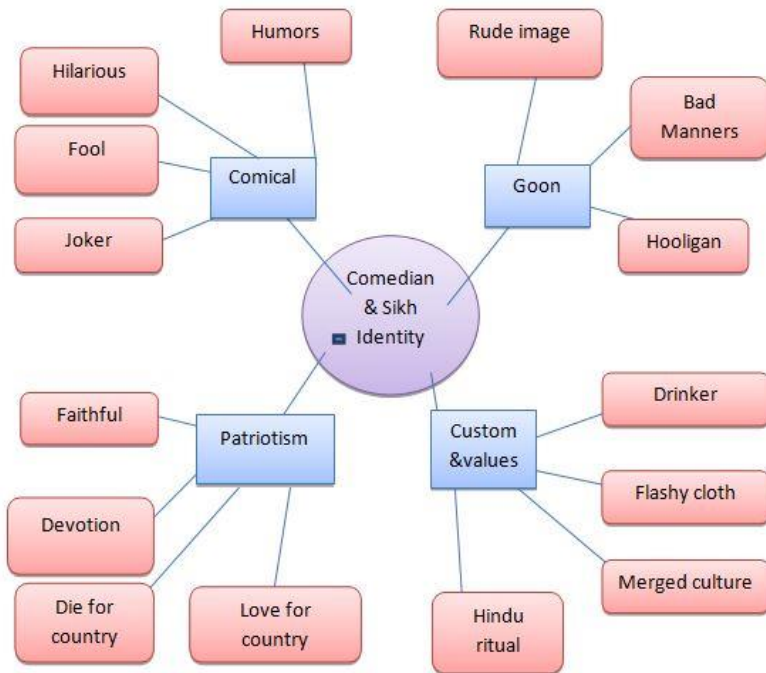 Humors
Rude image
Hilarious
Bad
Manners
Fool
Comical
Goon
Joker
Hooligan
Comedian
& Sikh
Identity
Drinker
Faithful
Patriotism
Custom
&values
Flashy cloth
Devotion
Merged culture
Die for
country
Love for
country
Hindu
ritual